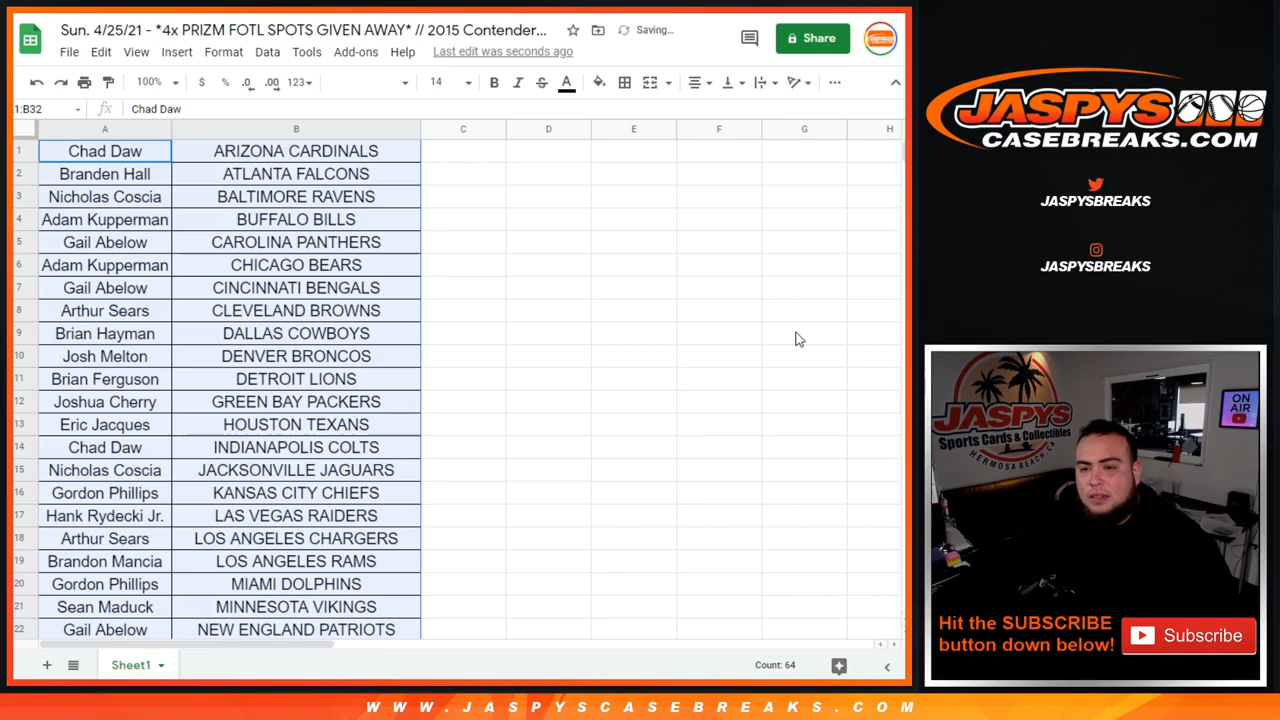 Sun. 4/25/21 - *4x PRIZM FOTL SPOTS GIVEN AWAY* // 2015 Contender...
Saving...
Share
File Edit View Insert Format Data Tools Add-ons Help Last edit was seconds ago
100% $ % .0 .00 123 14 B I S A
1:B32 fx Chad Daw
A B C D E F G H
1 Chad Daw ARIZONA CARDINALS
2 Branden Hall ATLANTA FALCONS
3 Nicholas Coscia BALTIMORE RAVENS
4 Adam Kupperman BUFFALO BILLS
5 Gail Abelow CAROLINA PANTHERS
6 Adam Kupperman CHICAGO BEARS
7 Gail Abelow CINCINNATI BENGALS
8 Arthur Sears CLEVELAND BROWNS
9 Brian Hayman DALLAS COWBOYS
10 Josh Melton DENVER BRONCOS
11 Brian Ferguson DETROIT LIONS
12 Joshua Cherry GREEN BAY PACKERS
13 Eric Jacques HOUSTON TEXANS
14 Chad Daw INDIANAPOLIS COLTS
15 Nicholas Coscia JACKSONVILLE JAGUARS
16 Gordon Phillips KANSAS CITY CHIEFS
17 Hank Rydecki Jr. LAS VEGAS RAIDERS
18 Arthur Sears LOS ANGELES CHARGERS
19 Brandon Mancia LOS ANGELES RAMS
20 Gordon Phillips MIAMI DOLPHINS
21 Sean Maduck MINNESOTA VIKINGS
22 Gail Abelow NEW ENGLAND PATRIOTS
Sheet1
Count: 64
JASPYS
CASEBREAKS.COM
JASPYSBREAKS
JASPYSBREAKS
JASPYS
Sports Cards & Collectibles
HERMOSA BEACH, CA
ON
AIR
Hit the SUBSCRIBE
button down below!
Subscribe
WWW.JASPYSCASEBREAKS.COM